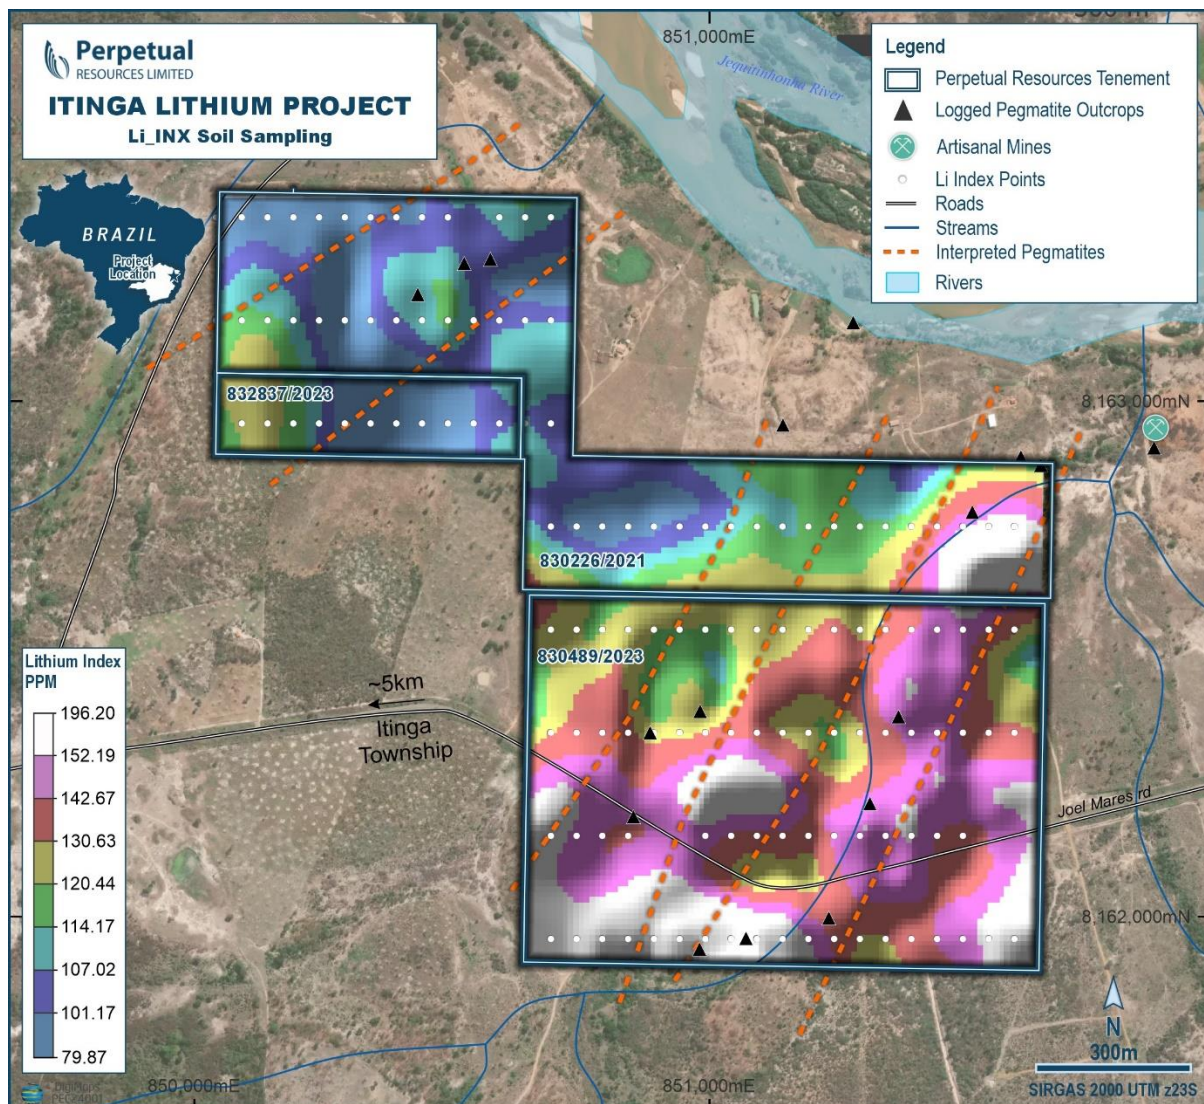 Perpetual
RESOURCES LIMITED
ITINGA LITHIUM PROJECT
Li_INX Soil Sampling
851,000mE
Jequitinhonha River
Legend
Perpetual Resources Tenement
Logged Pegmatite Outcrops
Artisanal Mines
Li Index Points
Roads
Streams
Interpreted Pegmatites
Rivers
BRAZIL
Project
Location
832837/2023
8,163,000mN
830226/2021
830489/2023
Lithium Index
PPM
196.20
152.19
142.67
130.63
120.44
114.17
107.02
101.17
79.87
~5km
Itinga
Township
Joel Mares rd
8,162,000mN
N
300m
SIRGAS 2000 UTM z23S
DigiMaps
PEC24001
850,000mE
851,000mE